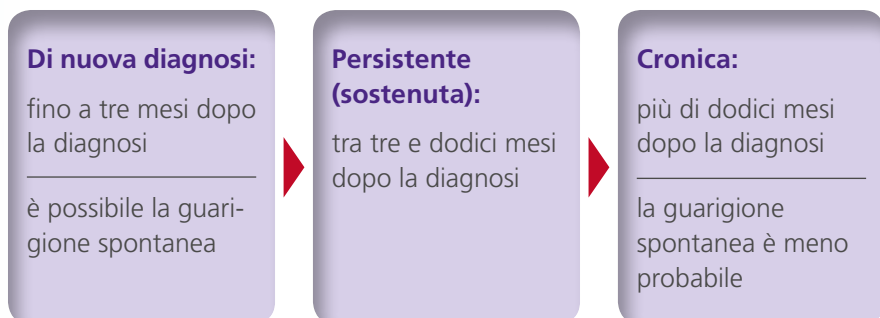 Di nuova diagnosi:
fino a tre mesi dopo
la diagnosi
è possibile la guari-
gione spontanea
Persistente
(sostenuta):
tra tre e dodici mesi
dopo la diagnosi
Cronica:
più di dodici mesi
dopo la diagnosi
la guarigione
spontanea è meno
probabile